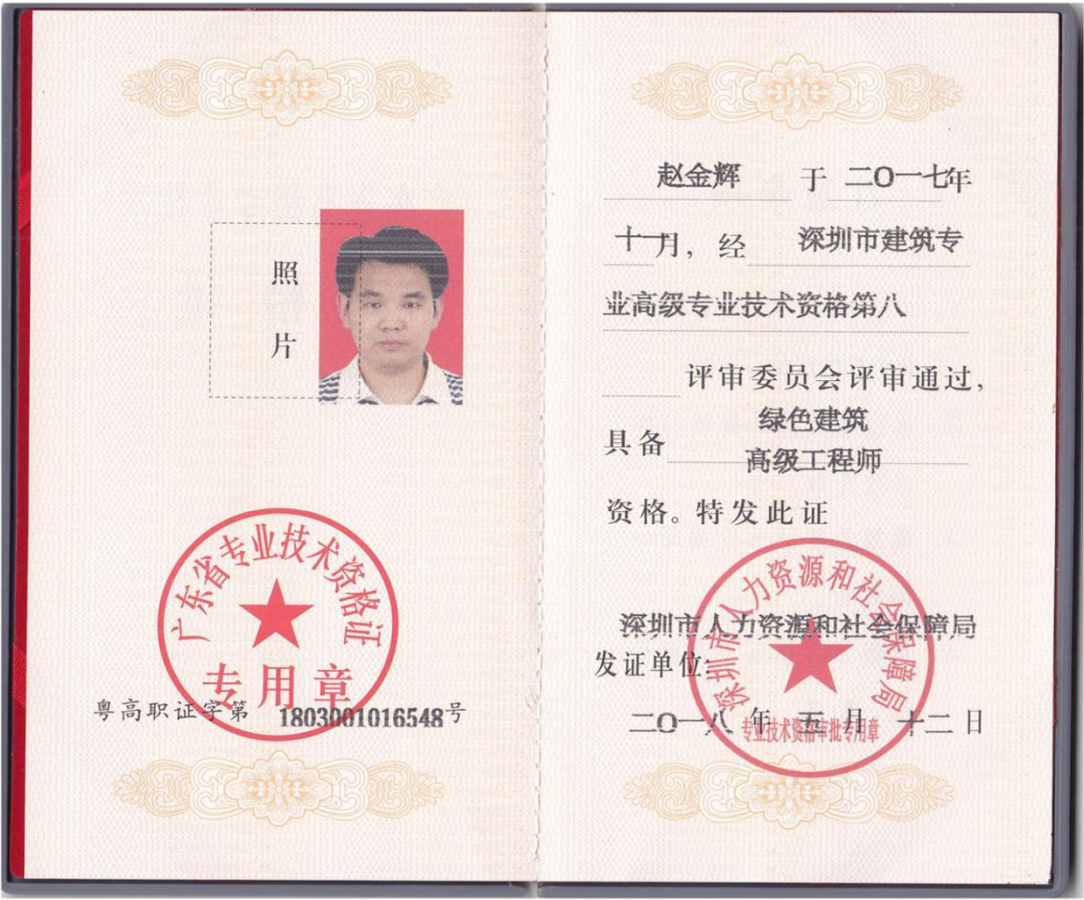 照
片
广东省专业技术资格证
专用章
粤高职证字第 1803001016548号
赵金辉 于 二〇一七年
十一月，经 深圳市建筑专
业高级专业技术资格第八
评审委员会评审通过，
绿色建筑
具备
高级工程师
资格。特发此证
深圳市人力资源和社会保障局
深圳市人力资源和社会保障局
发证单位：
二〇一八 年 五 月 十二 日
专业技术资格审批专用章